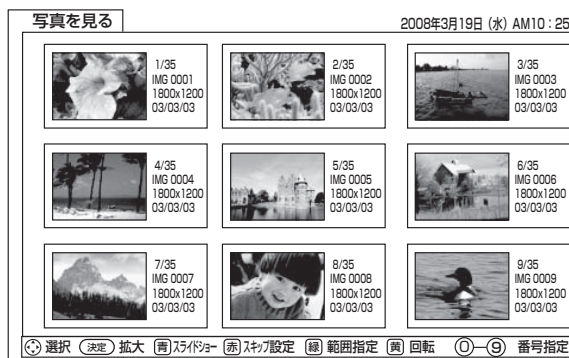 写真を見る
2008年3月19日（水）AM10：25
1/35
IMG 0001
1800x1200
03/03/03
2/35
IMG 0002
1800x1200
03/03/03
3/35
IMG 0003
1800x1200
03/03/03
4/35
IMG 0004
1800x1200
03/03/03
5/35
IMG 0005
1800x1200
03/03/03
6/35
IMG 0006
1800x1200
03/03/03
7/35
IMG 0007
1800x1200
03/03/03
8/35
IMG 0008
1800x1200
03/03/03
9/35
IMG 0009
1800x1200
03/03/03
選択 決定 拡大 青 スライドショー 赤 スキップ設定 緑 範囲指定 黄 回転 0―9 番号指定